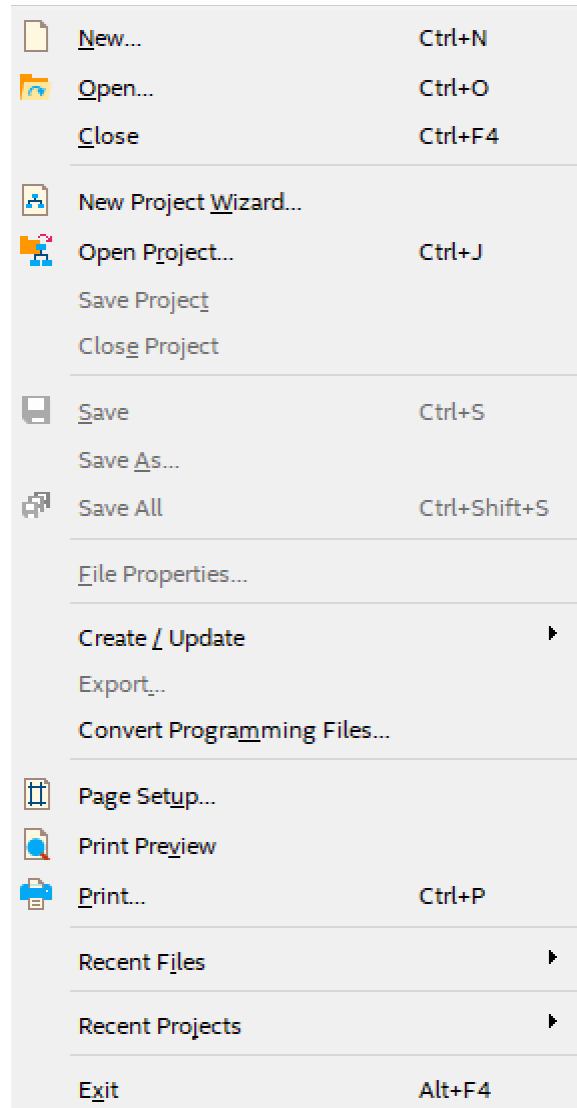 New... Ctrl+N
Open... Ctrl+O
Close Ctrl+F4
New Project Wizard...
Open Project... Ctrl+J
Save Project
Close Project
Save Ctrl+S
Save As...
Save All Ctrl+Shift+S
File Properties...
Create / Update
Export...
Convert Programming Files...
Page Setup...
Print Preview
Print... Ctrl+P
Recent Files
Recent Projects
Exit Alt+F4